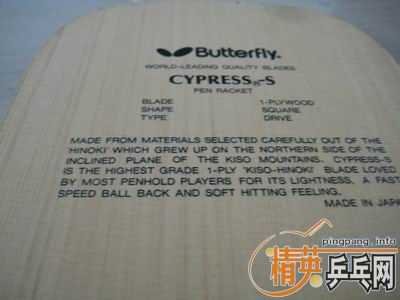 Butterfly.
WORLD-LEADING QUALITY BLADES
CYPRESS®-S
PEN RACKET
BLADE 1-PLYWOOD
SHAPE SQUARE
TYPE DRIVE
MADE FROM MATERIALS SELECTED CAREFULLY OUT OF THE
'HINOKI' WHICH GREW UP ON THE NORTHERN SIDE OF THE
INCLINED PLANE OF THE KISO MOUNTAINS. CYPRESS-S
IS THE HIGHEST GRADE 1-PLY 'KISO-HINOKI' BLADE LOVED
BY MOST PENHOLD PLAYERS FOR ITS LIGHTNESS, A FAST
SPEED BALL BACK AND SOFT HITTING FEELING.
MADE IN JAPA
pingpang.info
精英乒乓网